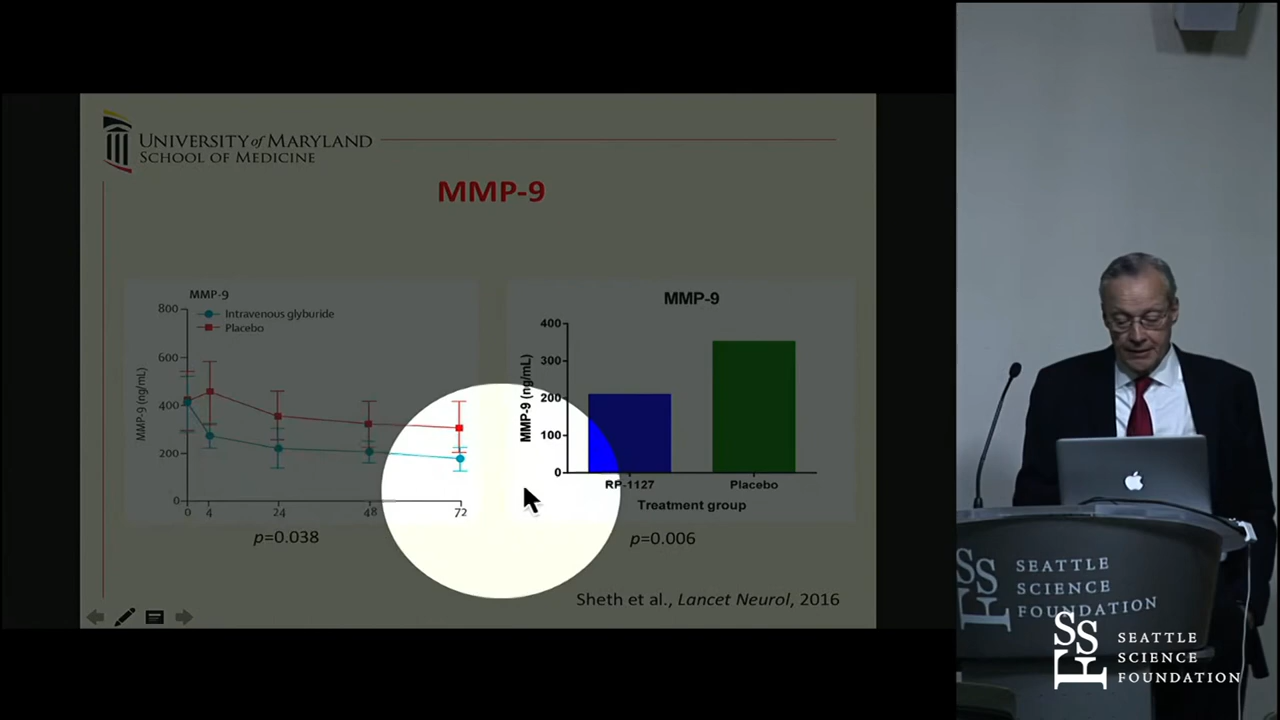 UNIVERSITY of MARYLAND
SCHOOL OF MEDICINE
MMP-9
MMP-9
800
600
400
200
0
MMP-9 (ng/mL)
Intravenous glyburide
Placebo
0 4 24 48 72
p=0.038
MMP-9
400
300
200
100
0
MMP-9 (ng/mL)
RP-1127 Placebo
Treatment group
p=0.006
Sheth et al., Lancet Neurol, 2016
SSF
SEATTLE
SCIENCE
FOUNDATION
SSF
SEATTLE
SCIENCE
FOUNDATION